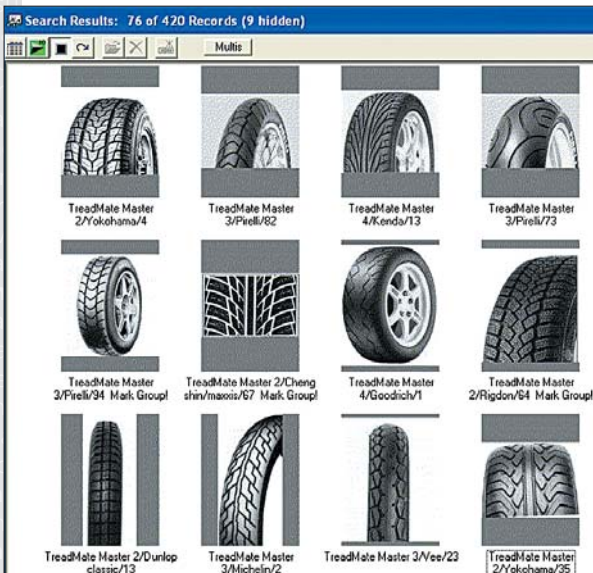 Search Results: 76 of 420 Records (9 hidden)
Multis
TreadMate Master
2/Yokohama/4
TreadMate Master
3/Pirelli/82
TreadMate Master
4/Kenda/13
TreadMate Master
3/Pirelli/73
TreadMate Master
3/Pirelli/94 Mark Group!
TreadMate Master 2/Cheng
shin/maxxis/67 Mark Group!
TreadMate Master
4/Goodrich/1
TreadMate Master
2/Rigdon/64 Mark Group!
TreadMate Master 2/Dunlop
classic/13
TreadMate Master
3/Michelin/2
TreadMate Master 3/Vee/23
TreadMate Master
2/Yokohama/35